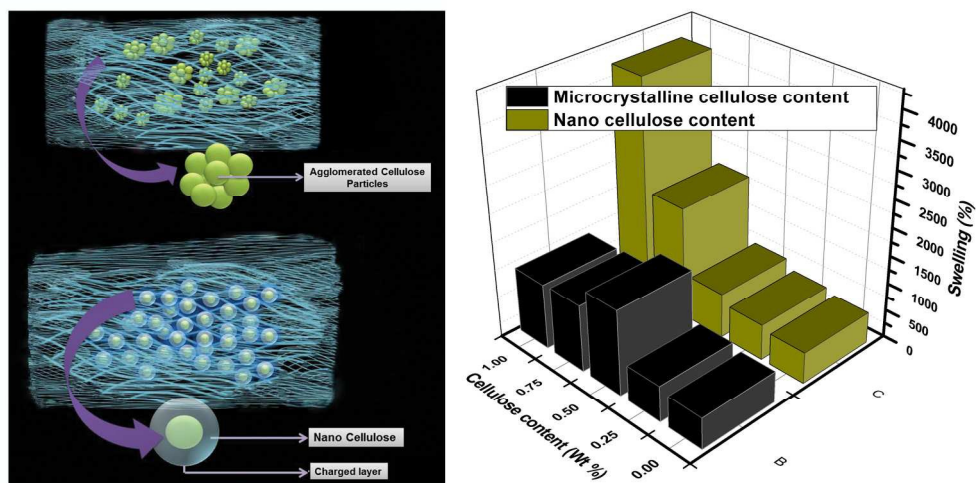 Agglomerated Cellulose
Particles
Nano Cellulose
Charged layer
Microcrystalline cellulose content
Nano cellulose content
4000
3500
3000
2500
2000
1500
1000
500
0
Swelling (%)
1.00
0.75
0.50
0.25
0.00
Cellulose content (Wt %)
B
C